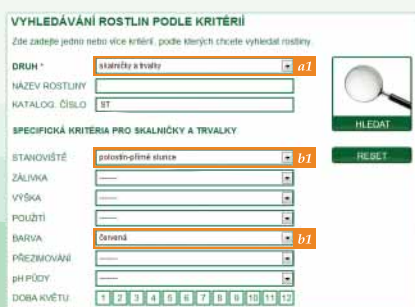 VYHLEDÁVÁNÍ ROSTLIN PODLE KRITÉRIÍ
Zde zadejte jedno nebo více kritérií, podle kterých chcete vyhledat rostliny.
DRUH * skalničky a trvalky a1
NÁZEV ROSTLINY
KATALOG. ČÍSLO ST
HLEDAT
SPECIFICKÁ KRITÉRIA PRO SKALNIČKY A TRVALKY
STANOVIŠTĚ polostín-přímé slunce b1
RESET
ZÁLIVKA ------
VÝŠKA ------
POUŽITÍ ------
BARVA červená b1
PŘEZIMOVÁNÍ ------
pH PŮDY ------
DOBA KVĚTU 1 2 3 4 5 6 7 8 9 10 11 12